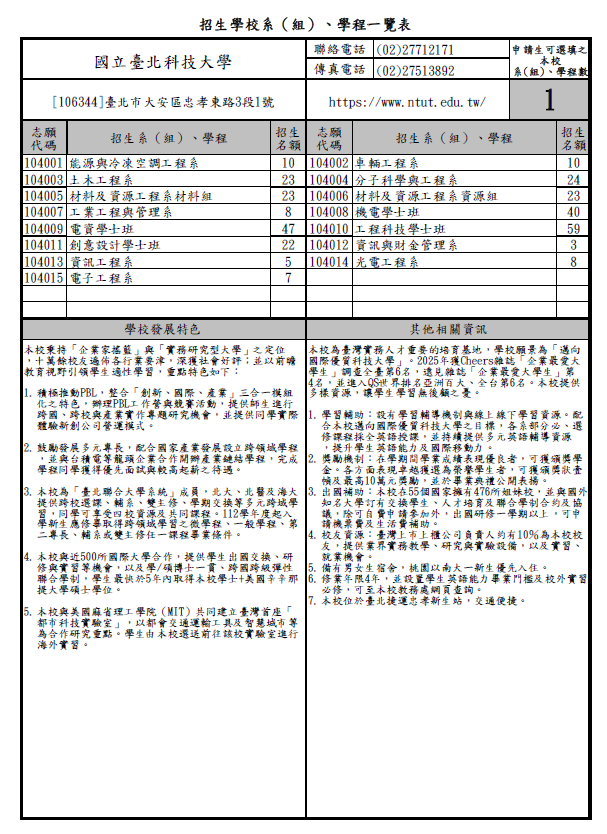 招生學校系（組）、學程一覽表
國立臺北科技大學
聯絡電話 (02)27712171
傳真電話 (02)27513892
申請生可選填之
本校
系(組)、學程數
[106344]臺北市大安區忠孝東路3段1號
https://www.ntut.edu.tw/
1
志願代碼 招生系（組）、學程 招生名額 志願代碼 招生系（組）、學程 招生名額
104001 能源與冷凍空調工程系 10 104002 車輛工程系 10
104003 土木工程系 23 104004 分子科學與工程系 24
104005 材料及資源工程系材料組 23 104006 材料及資源工程系資源組 23
104007 工業工程與管理系 8 104008 機電學士班 40
104009 電資學士班 47 104010 工程科技學士班 59
104011 創意設計學士班 22 104012 資訊與財金管理系 3
104013 資訊工程系 5 104014 光電工程系 8
104015 電子工程系 7
學校發展特色
本校秉持「企業家搖籃」與「實務研究型大學」之定位
，十萬餘校友遍佈各行業要津，深獲社會好評；並以前瞻
教育視野引領學生適性學習，重點特色如下：
1. 積極推動PBL，整合「創新、國際、產業」三合一模組
化之特色，辦理PBL工作營與競賽活動，提供師生進行
跨國、跨校與產業實作專題研究機會，並提供同學實際
體驗新創公司營運模式。
2. 鼓勵發展多元專長，配合國家產業發展設立跨領域學程
，並與台積電等龍頭企業合作開辦產業鏈結學程，完成
學程同學獲得優先面試與較高起薪之待遇。
3. 本校為「臺北聯合大學系統」成員，北大、北醫及海大
提供跨校選課、輔系、雙主修、學期交換等多元跨域學
習，同學可享受四校資源及共同課程。112學年度起入
學新生應修畢取得跨領域學習之微學程、一般學程、第
二專長、輔系或雙主修任一課程畢業條件。
4. 本校與近500所國際大學合作，提供學生出國交換、研
修與實習等機會，以及學/碩博士一貫、跨國跨級彈性
聯合學制，學生最快於5年內取得本校學士+美國辛辛那
提大學碩士學位。
5. 本校與美國麻省理工學院（MIT）共同建立臺灣首座「
都市科技實驗室」，以都會交通運輸工具及智慧城市等
為合作研究重點。學生由本校選送前往該校實驗室進行
海外實習。
其他相關資訊
本校為臺灣實務人才重要的培育基地，學校願景為「邁向
國際優質科技大學」。2025年獲Cheers雜誌「企業最愛大
學」調查全臺第6名，遠見雜誌「企業最愛大學生」第
4名，並進入QS世界排名亞洲百大、全台第6名。本校提供
多樣資源，讓學生學習無後顧之憂。
1. 學習輔助：設有學習輔導機制與線上線下學習資源。配
合本校邁向國際優質科技大學之目標，各系部分必、選
修課程採全英語授課，並持續提供多元英語輔導資源
，提升學生英語能力及國際移動力。
2. 獎勵機制：在學期間學業成績表現優良者，可獲頒獎學
金。各方面表現卓越獲選為榮譽學生者，可獲頒獎狀壹
幀及最高10萬元獎勵，並於畢業典禮公開表揚。
3. 出國補助：本校在55個國家擁有476所姐妹校，並與國外
知名大學訂有交換學生、人才培育及聯合學制合約及協
議，除可自費申請參加外，出國研修一學期以上，可申
請機票費及生活費補助。
4. 校友資源：臺灣上市上櫃公司負責人約有10%為本校校
友，提供業界實務教學、研究與實驗設備，以及實習、
就業機會。
5. 備有男女生宿舍，桃園以南大一新生優先入住。
6. 修業年限4年，並設置學生英語能力畢業門檻及校外實習
必修，可至本校教務處網頁查詢。
7. 本校位於臺北捷運忠孝新生站，交通便捷。